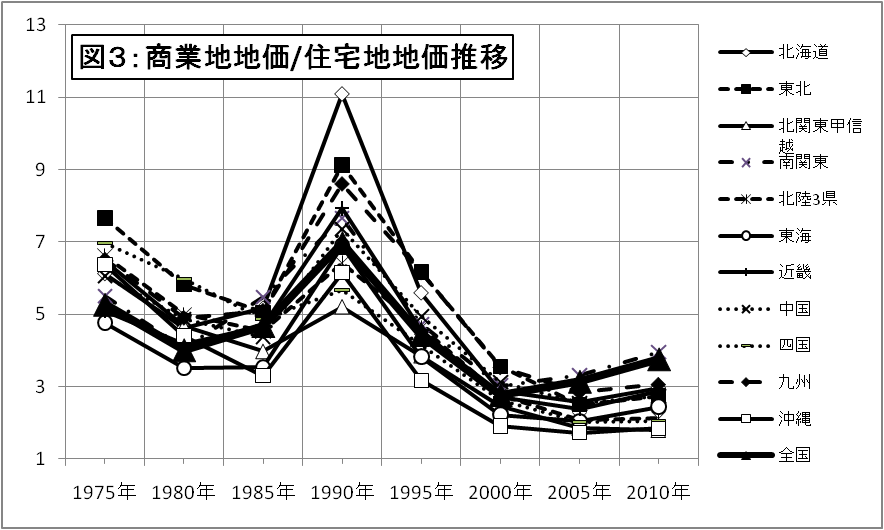 図3:商業地地価/住宅地地価推移
13
11
9
7
5
3
1
1975年 1980年 1985年 1990年 1995年 2000年 2005年 2010年
北海道
東北
北関東甲信
越
南関東
北陸3県
東海
近畿
中国
四国
九州
沖縄
全国